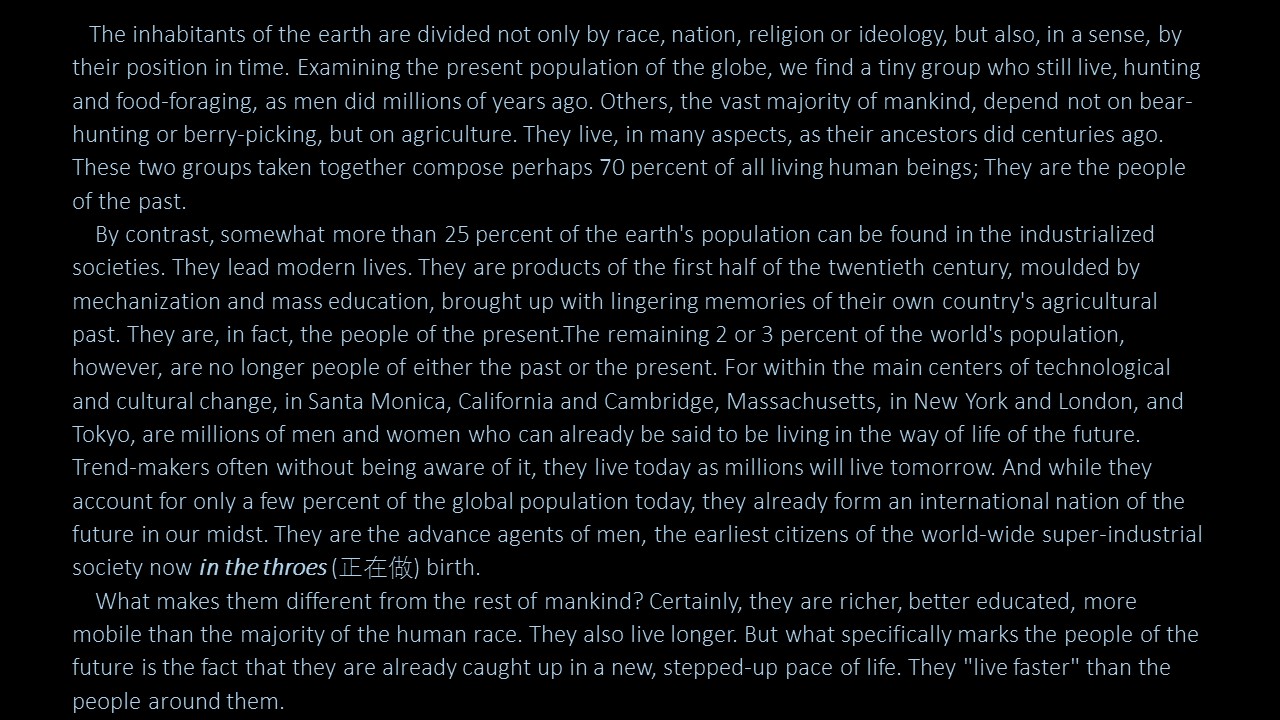 The inhabitants of the earth are divided not only by race, nation, religion or ideology, but also, in a sense, by
their position in time. Examining the present population of the globe, we find a tiny group who still live, hunting
and food-foraging, as men did millions of years ago. Others, the vast majority of mankind, depend not on bear-
hunting or berry-picking, but on agriculture. They live, in many aspects, as their ancestors did centuries ago.
These two groups taken together compose perhaps 70 percent of all living human beings; They are the people
of the past.
By contrast, somewhat more than 25 percent of the earth's population can be found in the industrialized
societies. They lead modern lives. They are products of the first half of the twentieth century, moulded by
mechanization and mass education, brought up with lingering memories of their own country's agricultural
past. They are, in fact, the people of the present.The remaining 2 or 3 percent of the world's population,
however, are no longer people of either the past or the present. For within the main centers of technological
and cultural change, in Santa Monica, California and Cambridge, Massachusetts, in New York and London, and
Tokyo, are millions of men and women who can already be said to be living in the way of life of the future.
Trend-makers often without being aware of it, they live today as millions will live tomorrow. And while they
account for only a few percent of the global population today, they already form an international nation of the
future in our midst. They are the advance agents of men, the earliest citizens of the world-wide super-industrial
society now in the throes (正在做) birth.
What makes them different from the rest of mankind? Certainly, they are richer, better educated, more
mobile than the majority of the human race. They also live longer. But what specifically marks the people of the
future is the fact that they are already caught up in a new, stepped-up pace of life. They "live faster" than the
people around them.